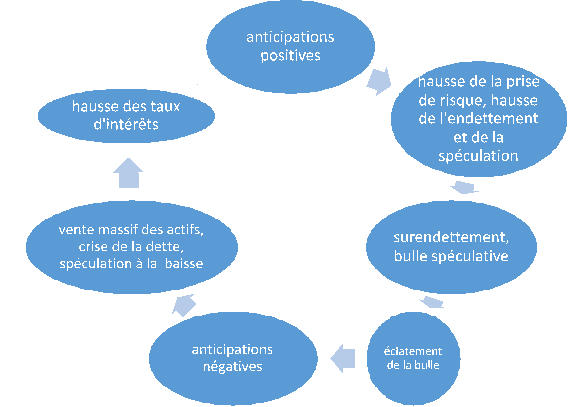 anticipations
positives
hausse de la prise
de risque, hausse
de l'endettement
et de la
spéculation
surendettement,
bulle spéculative
éclatement
de la bulle
anticipations
négatives
vente massif des actifs,
crise de la dette,
spéculation à la baisse
hausse des taux
d'intérêts